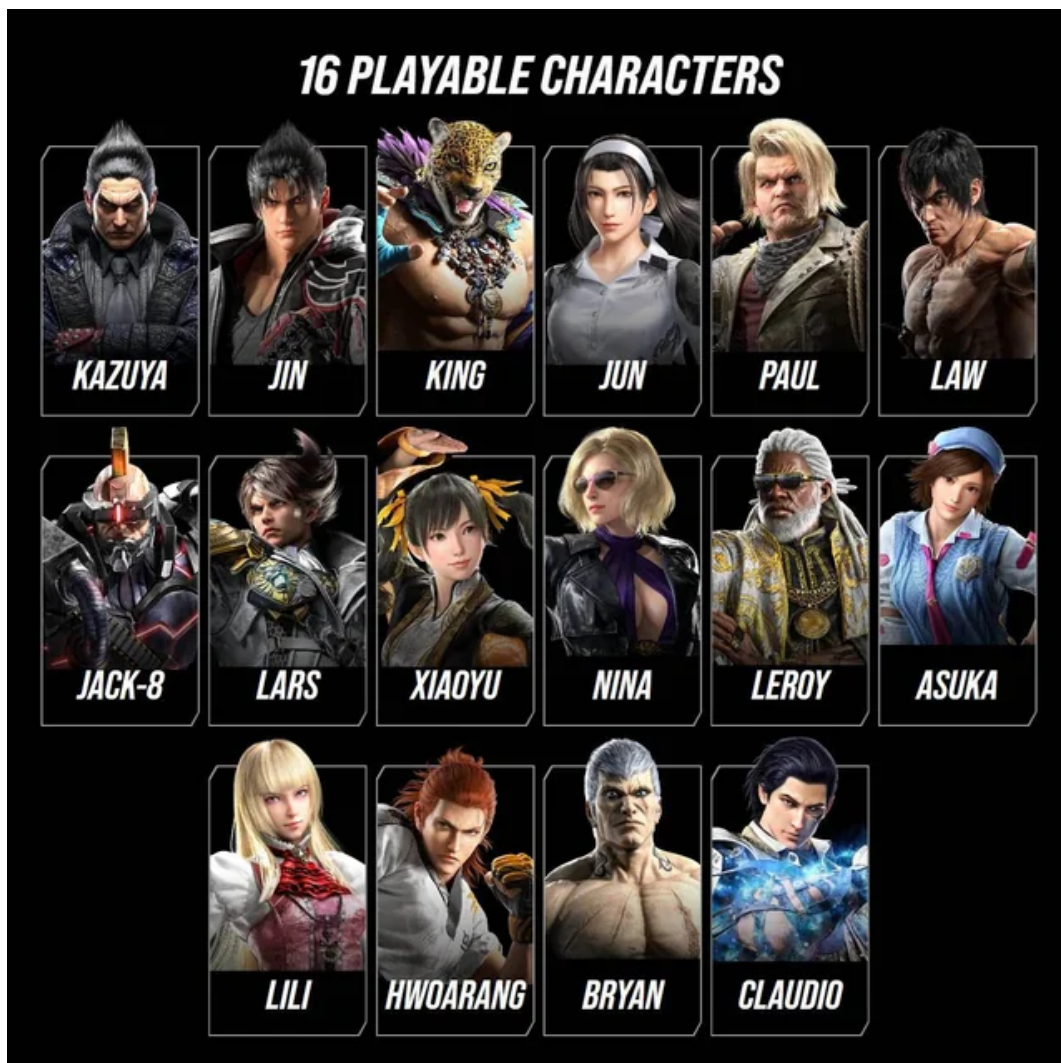 16 PLAYABLE CHARACTERS
KAZUYA
JIN
KING
JUN
PAUL
LAW
JACK-8
LARS
XIAOYU
NINA
LEROY
ASUKA
LILI
HWOARANG
BRYAN
CLAUDIO